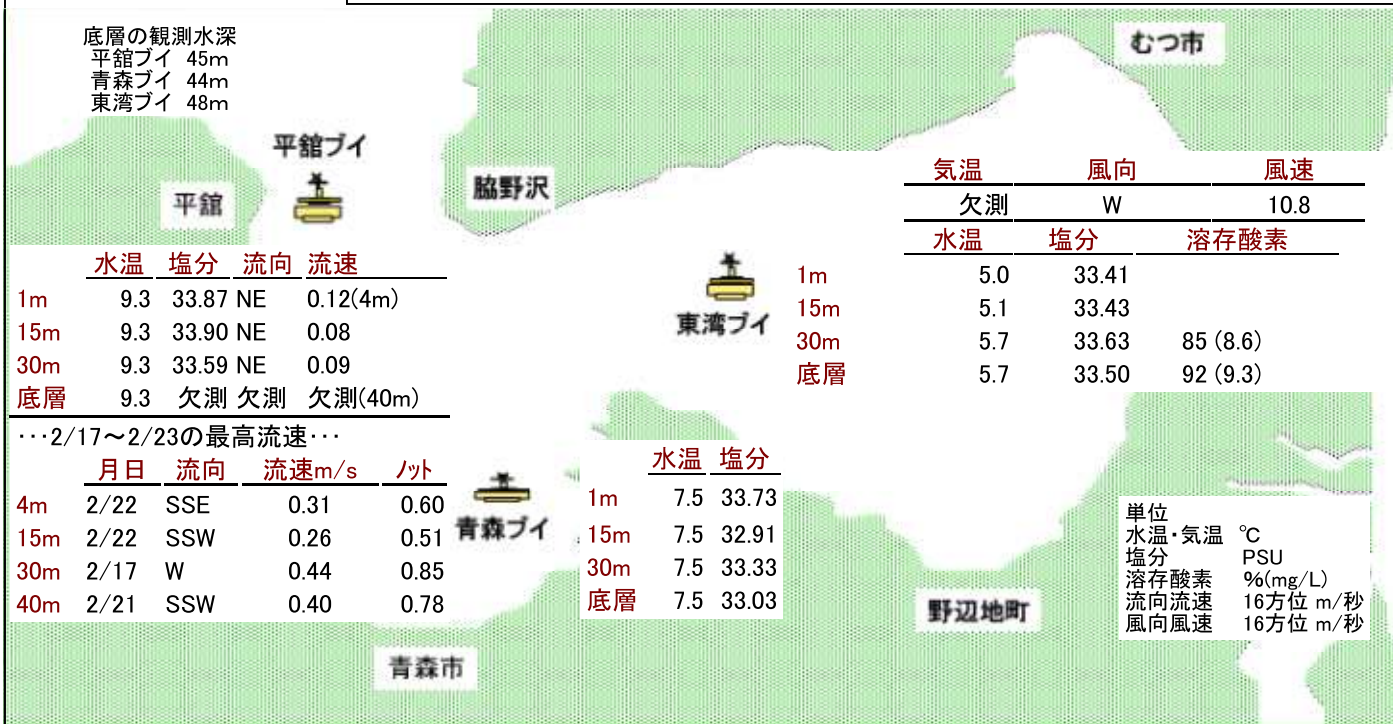 底層の観測水深
平舘ブイ 45m
青森ブイ 44m
東湾ブイ 48m
むつ市
平舘ブイ
平舘
脇野沢
気温 風向 風速
欠測 W 10.8
水温 塩分 溶存酸素
1m 5.0 33.41
15m 5.1 33.43
30m 5.7 33.63 85 (8.6)
底層 5.7 33.50 92 (9.3)
東湾ブイ
水温 塩分 流向 流速
1m 9.3 33.87 NE 0.12(4m)
15m 9.3 33.90 NE 0.08
30m 9.3 33.59 NE 0.09
底層 9.3 欠測 欠測 欠測(40m)
…2/17～2/23の最高流速…
月日 流向 流速m/s ノット
4m 2/22 SSE 0.31 0.60
15m 2/22 SSW 0.26 0.51
30m 2/17 W 0.44 0.85
40m 2/21 SSW 0.40 0.78
青森ブイ
水温 塩分
1m 7.5 33.73
15m 7.5 32.91
30m 7.5 33.33
底層 7.5 33.03
単位
水温・気温 ℃
塩分 PSU
溶存酸素 %(mg/L)
流向流速 16方位 m/秒
風向風速 16方位 m/秒
野辺地町
青森市